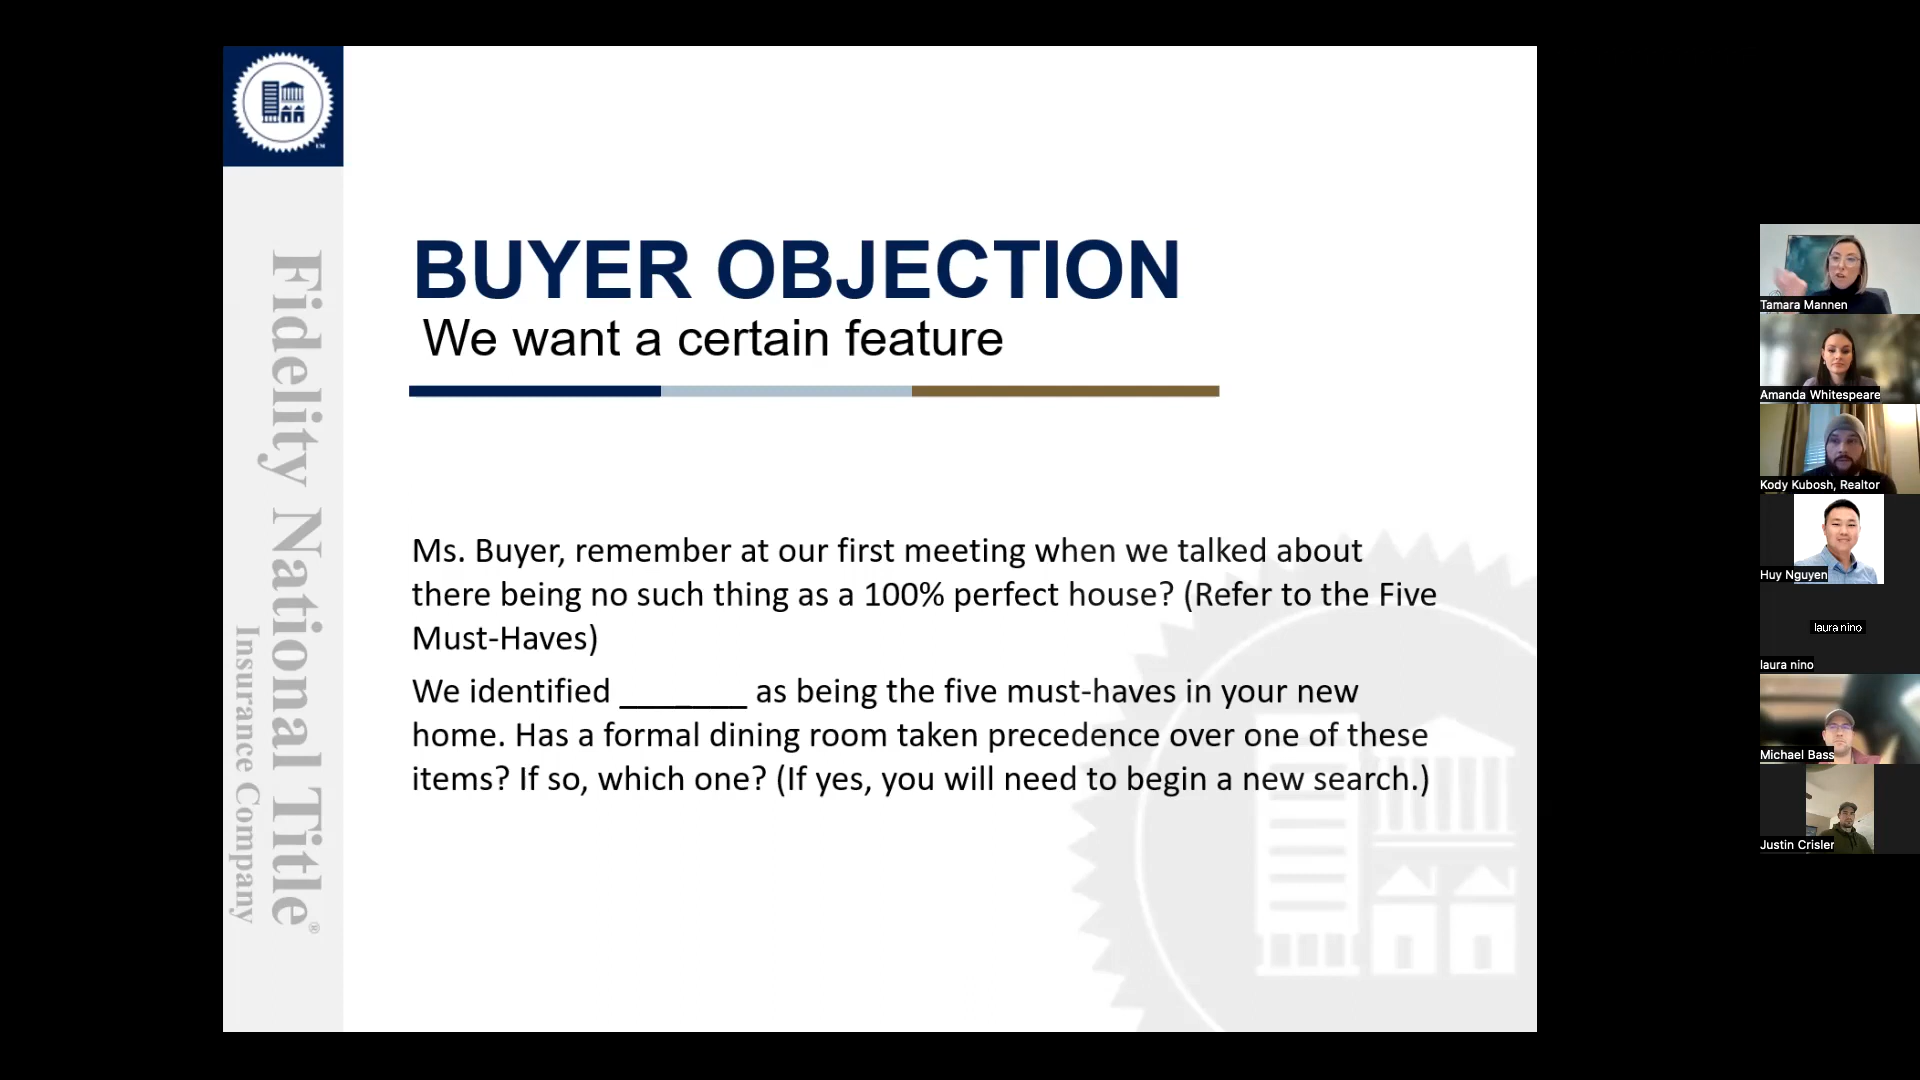 Fidelity National Title®
Insurance Company
BUYER OBJECTION
We want a certain feature
Ms. Buyer, remember at our first meeting when we talked about
there being no such thing as a 100% perfect house? (Refer to the Five
Must-Haves)
We identified _______ as being the five must-haves in your new
home. Has a formal dining room taken precedence over one of these
items? If so, which one? (If yes, you will need to begin a new search.)
Tamara Mannen
Amanda Whitespeare
Kody Kubosh, Realtor
Huy Nguyen
laura nino
laura nino
Michael Bass
Justin Crisler